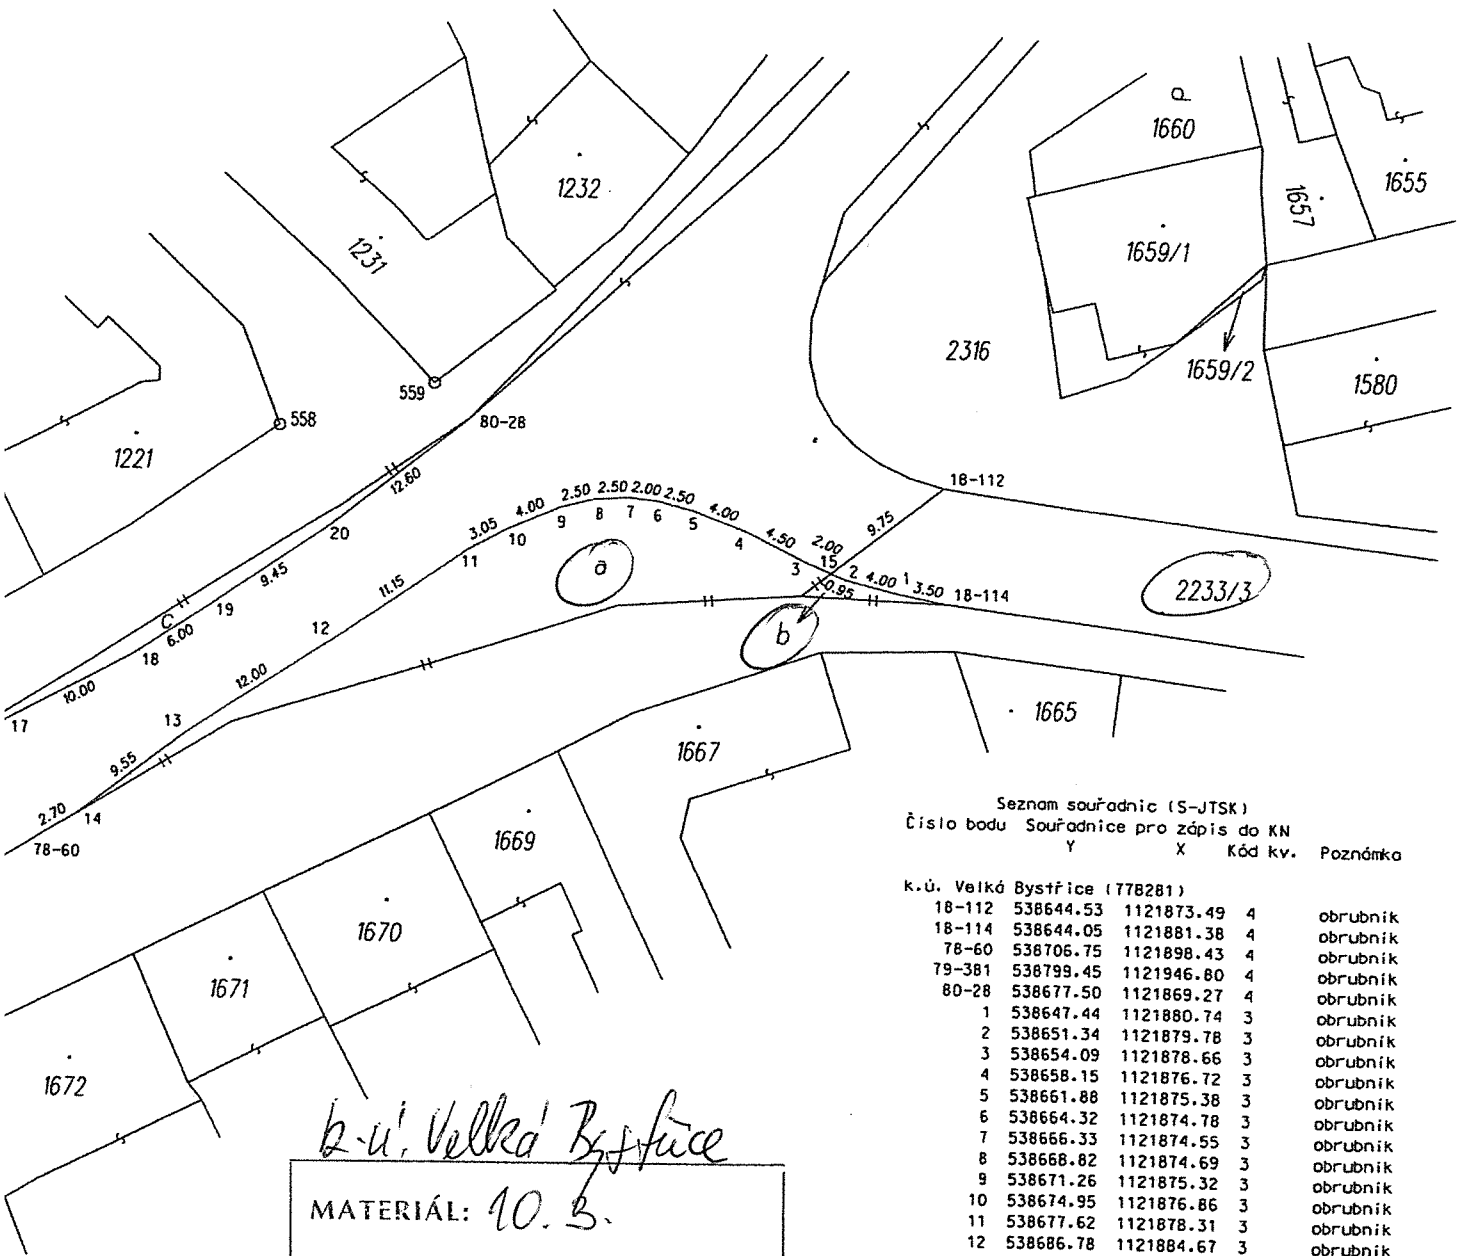 d
1660
1232
1655
1657
1231
1659/1
2316
1659/2
1580
559
558
80-28
1221
12.60
18-112
2.50 2.50 2.00 2.50
4.00
4.00
3.05
9.75
20
9 8 7 6 5
10
4
4.50
2.00
11
3 15 2
4.00 1
3.50 18-114
0.95
a
2233/3
9.45
11.15
19
C
6.00
12
b
18
12.00
10.00
17
13
1665
1667
9.55
2.70
14
78-60
1669
1670
1671
1672
Seznam souřadnic (S-JTSK)
Číslo bodu Souřadnice pro zápis do KN
Y X Kód kv. Poznámka
k.ú. Velká Bystřice (778281)
18-112 538644.53 1121873.49 4 obrubník
18-114 538644.05 1121881.38 4 obrubník
78-60 538706.75 1121898.43 4 obrubník
79-381 538799.45 1121946.80 4 obrubník
80-28 538677.50 1121869.27 4 obrubník
1 538647.44 1121880.74 3 obrubník
2 538651.34 1121879.78 3 obrubník
3 538654.09 1121878.66 3 obrubník
4 538658.15 1121876.72 3 obrubník
5 538661.88 1121875.38 3 obrubník
6 538664.32 1121874.78 3 obrubník
7 538666.33 1121874.55 3 obrubník
8 538668.82 1121874.69 3 obrubník
9 538671.26 1121875.32 3 obrubník
10 538674.95 1121876.86 3 obrubník
11 538677.62 1121878.31 3 obrubník
12 538686.78 1121884.67 3 obrubník
k.ú. Velká Bystřice
MATERIÁL: 10. B.